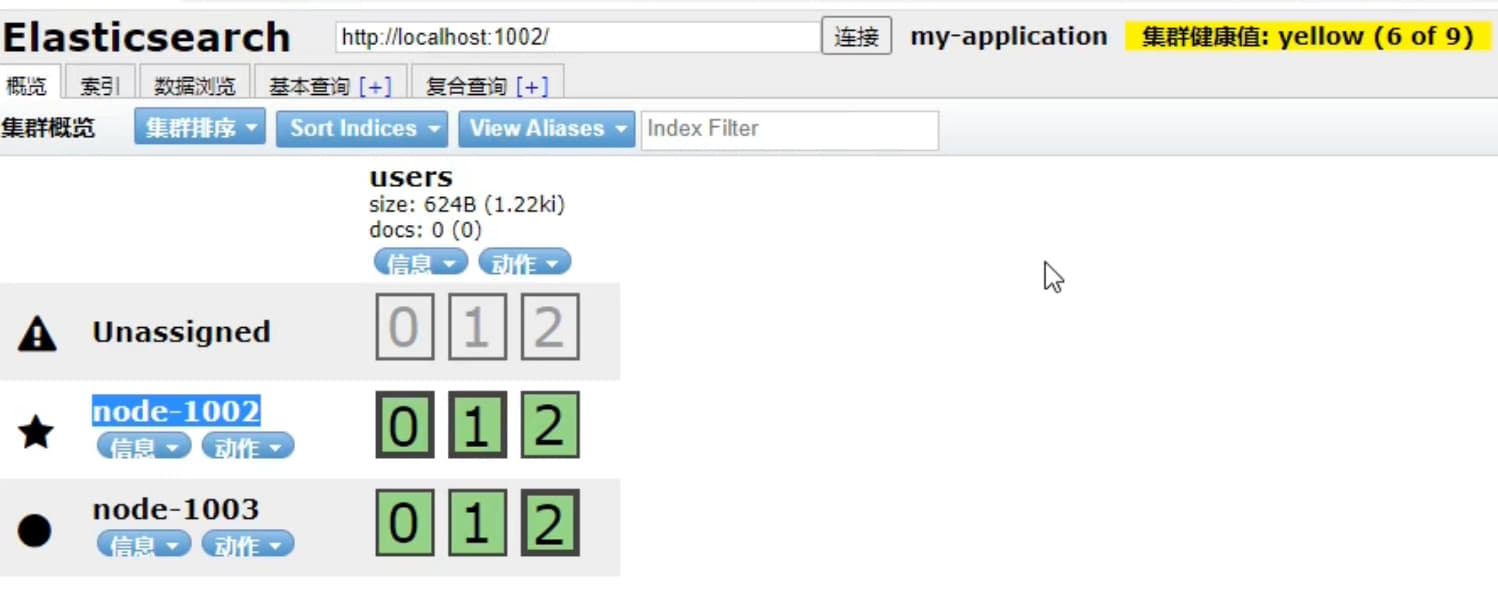 Elasticsearch http://localhost:1002/ 连接 my-application 集群健康值: yellow (6 of 9)
概览 索引 数据浏览 基本查询 [+] 复合查询 [+]
集群概览 集群排序 Sort Indices View Aliases Index Filter
users
size: 624B (1.22ki)
docs: 0 (0)
信息 动作
Unassigned 0 1 2
node-1002 0 1 2
信息 动作
node-1003 0 1 2
信息 动作